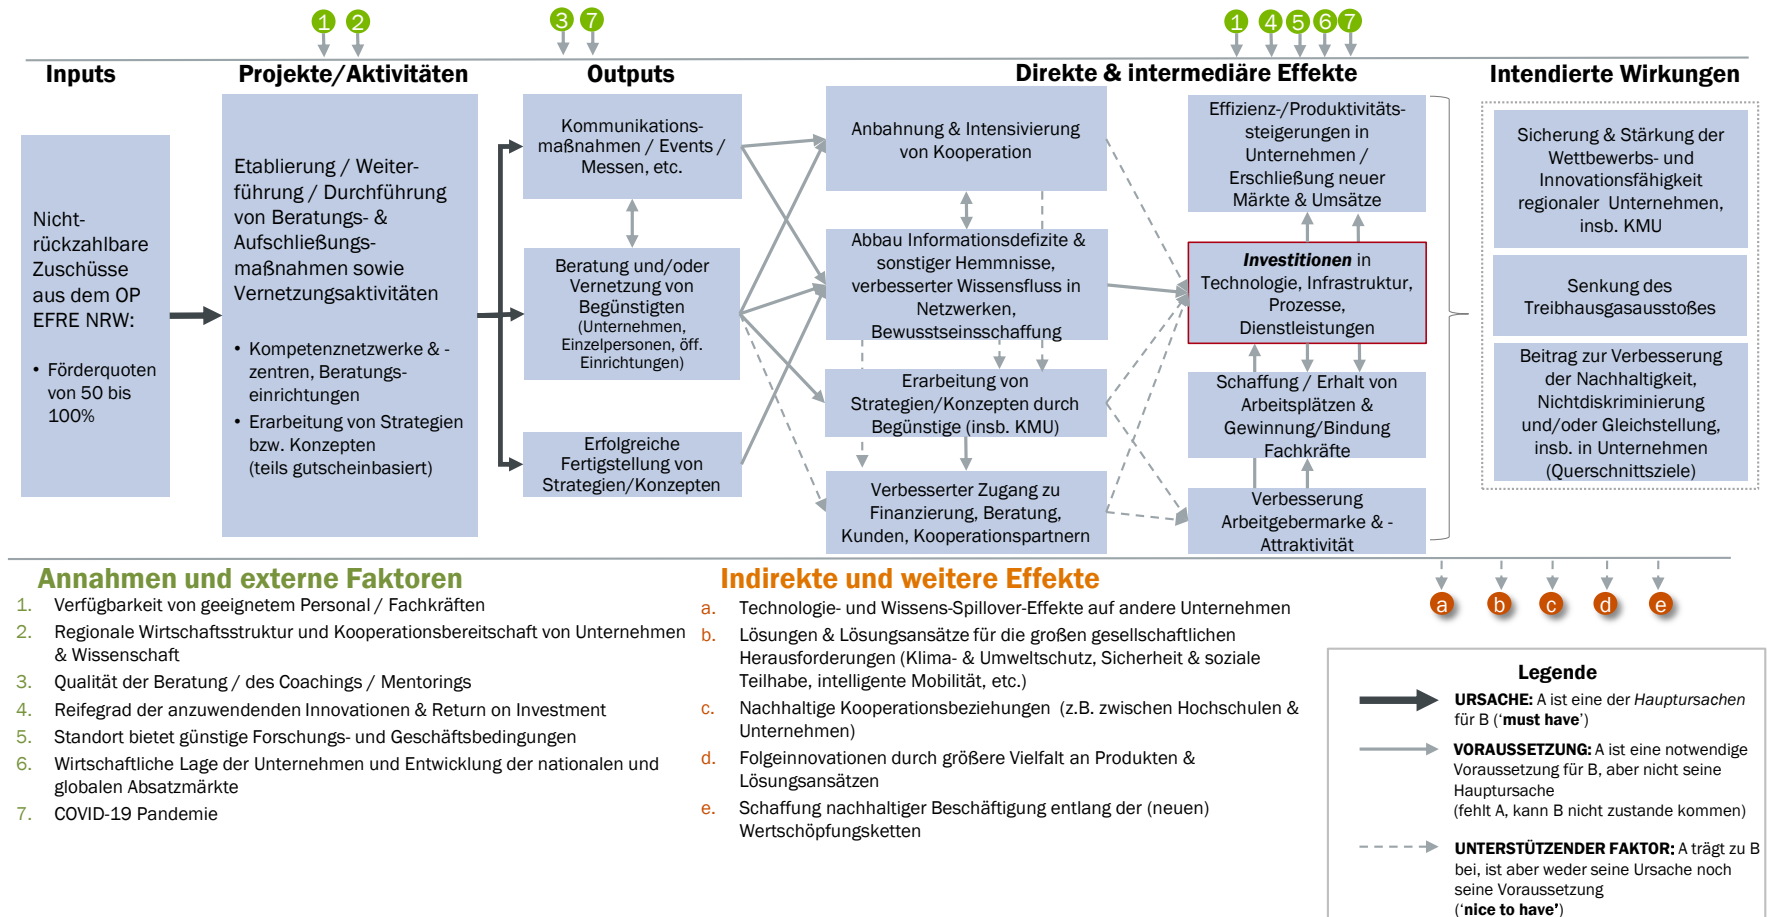 1 2 3 7 1 4 5 6 7
Inputs
Projekte/Aktivitäten
Outputs
Direkte & intermediäre Effekte
Intendierte Wirkungen
Nicht-
rückzahlbare
Zuschüsse
aus dem OP
EFRE NRW:
• Förderquoten
von 50 bis
100%
Etablierung / Weiter-
führung / Durchführung
von Beratungs- &
Aufschließungs-
maßnahmen sowie
Vernetzungsaktivitäten
• Kompetenznetzwerke & -
zentren, Beratungs-
einrichtungen
• Erarbeitung von Strategien
bzw. Konzepten
(teils gutscheinbasiert)
Kommunikations-
maßnahmen / Events /
Messen, etc.
Beratung und/oder
Vernetzung von
Begünstigten
(Unternehmen,
Einzelpersonen, öff.
Einrichtungen)
Erfolgreiche
Fertigstellung von
Strategien/Konzepten
Anbahnung & Intensivierung
von Kooperation
Abbau Informationsdefizite &
sonstiger Hemmnisse,
verbesserter Wissensfluss in
Netzwerken,
Bewusstseinsschaffung
Erarbeitung von
Strategien/Konzepten durch
Begünstige (insb. KMU)
Verbesserter Zugang zu
Finanzierung, Beratung,
Kunden, Kooperationspartnern
Effizienz-/Produktivitäts-
steigerungen in
Unternehmen /
Erschließung neuer
Märkte & Umsätze
Investitionen in
Technologie, Infrastruktur,
Prozesse,
Dienstleistungen
Schaffung / Erhalt von
Arbeitsplätzen &
Gewinnung/Bindung
Fachkräfte
Verbesserung
Arbeitgebermarke & -
Attraktivität
Sicherung & Stärkung der
Wettbewerbs- und
Innovationsfähigkeit
regionaler Unternehmen,
insb. KMU
Senkung des
Treibhausgasausstoßes
Beitrag zur Verbesserung
der Nachhaltigkeit,
Nichtdiskriminierung
und/oder Gleichstellung,
insb. in Unternehmen
(Querschnittsziele)
Annahmen und externe Faktoren
1. Verfügbarkeit von geeignetem Personal / Fachkräften
2. Regionale Wirtschaftsstruktur und Kooperationsbereitschaft von Unternehmen
& Wissenschaft
3. Qualität der Beratung / des Coachings / Mentorings
4. Reifegrad der anzuwendenden Innovationen & Return on Investment
5. Standort bietet günstige Forschungs- und Geschäftsbedingungen
6. Wirtschaftliche Lage der Unternehmen und Entwicklung der nationalen und
globalen Absatzmärkte
7. COVID-19 Pandemie
Indirekte und weitere Effekte
a. Technologie- und Wissens-Spillover-Effekte auf andere Unternehmen
b. Lösungen & Lösungsansätze für die großen gesellschaftlichen
Herausforderungen (Klima- & Umweltschutz, Sicherheit & soziale
Teilhabe, intelligente Mobilität, etc.)
c. Nachhaltige Kooperationsbeziehungen (z.B. zwischen Hochschulen &
Unternehmen)
d. Folgeinnovationen durch größere Vielfalt an Produkten &
Lösungsansätzen
e. Schaffung nachhaltiger Beschäftigung entlang der (neuen)
Wertschöpfungsketten
a b c d e
Legende
URSACHE: A ist eine der Hauptursachen
für B (‘must have’)
VORAUSSETZUNG: A ist eine notwendige
Voraussetzung für B, aber nicht seine
Hauptursache
(fehlt A, kann B nicht zustande kommen)
UNTERSTÜTZENDER FAKTOR: A trägt zu B
bei, ist aber weder seine Ursache noch
seine Voraussetzung
(‘nice to have’)